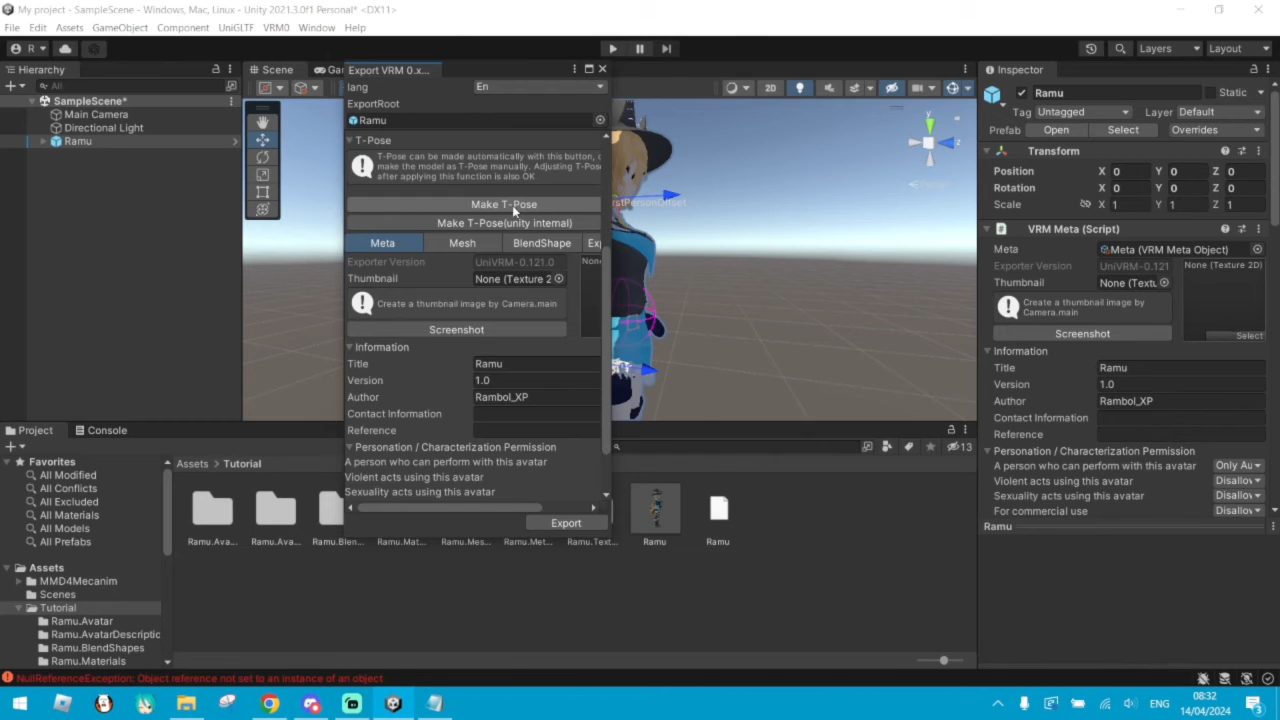 My project - SampleScene - Windows, Mac, Linux - Unity 2021.3.0f1 Personal* <DX11>
File Edit Assets GameObject Component UniGLTF VRM0 Window Help
R Layers Layout
Hierarchy
All
SampleScene*
Main Camera
Directional Light
Ramu
Scene
Export VRM 0.x...
lang En
ExportRoot
Ramu
T-Pose
T-Pose can be made automatically with this button,
make the model as T-Pose manually. Adjusting T-Pos
after applying this function is also OK
Make T-Pose
Make T-Pose(unity internal)
Meta Mesh BlendShape Ex
Exporter Version UniVRM-0.121.0
Thumbnail None (Texture 2
Create a thumbnail image by Camera.main
Screenshot
Information
Title Ramu
Version 1.0
Author Rambol_XP
Contact Information
Reference
Personation / Characterization Permission
A person who can perform with this avatar
Violent acts using this avatar
Sexuality acts using this avatar
Export
2D
rstPersonOffset
Inspector
Ramu Static
Tag Untagged Layer Default
Prefab Open Select Overrides
Transform
Position X 0 Y 0 Z 0
Rotation X 0 Y 0 Z 0
Scale X 1 Y 1 Z 1
VRM Meta (Script)
Meta Meta (VRM Meta Object)
Exporter Version UniVRM-0.121 None (Texture 2D)
Thumbnail None (Textu
Create a thumbnail image by
Camera.main
Screenshot Select
Information
Title Ramu
Version 1.0
Author Rambol_XP
Contact Information
Reference
Personation / Characterization Permission
A person who can perform with this avatar Only Au
Violent acts using this avatar Disallow
Sexuality acts using this avatar Disallow
For commercial use Disallow
Ramu
Project Console
13
Favorites
All Modified
All Conflicts
All Excluded
All Materials
All Models
All Prefabs
Assets
MMD4Mecanim
Scenes
Tutorial
Ramu.Avatar
Ramu.AvatarDescriptio
Ramu.BlendShapes
Ramu.Materials
Assets > Tutorial
Ramu.Ava... Ramu.Ava... Ramu.Blen... Ramu.Mat... Ramu.Mes... Ramu.Met... Ramu.Text... Ramu Ramu
NullReferenceException: Object reference not set to an instance of an object
ENG
08:32
14/04/2024
3